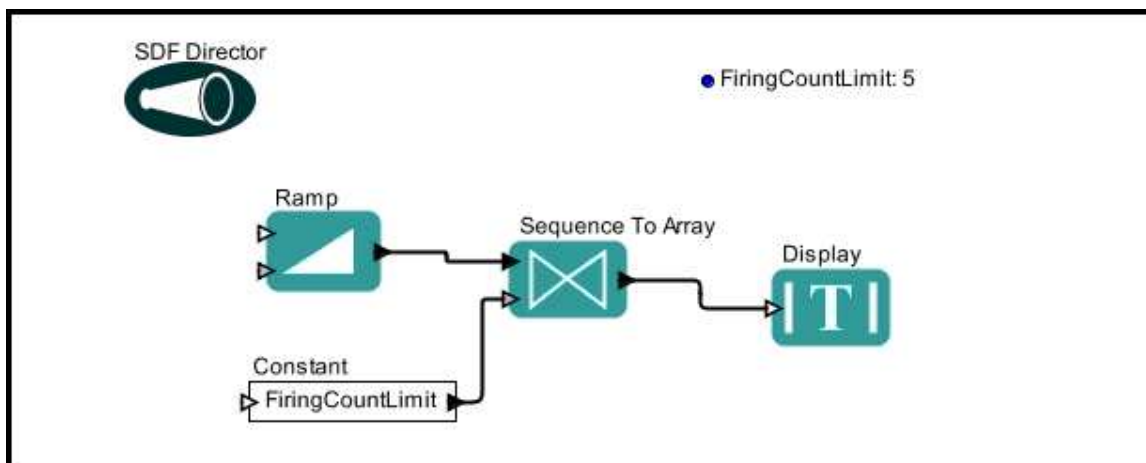 SDF Director
FiringCountLimit: 5
Ramp
Sequence To Array
Display
T
Constant
FiringCountLimit